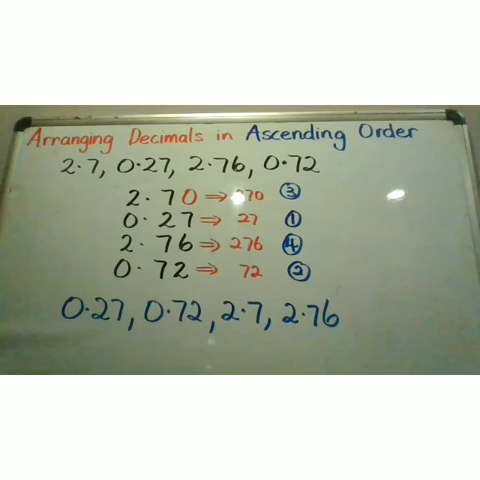 Arranging Decimals in Ascending Order
2.7, 0.27, 2.76, 0.72
2.70 ⇒ 270 ③
0.27 ⇒ 27 ①
2.76 ⇒ 276 ④
0.72 ⇒ 72 ②
0.27, 0.72, 2.7, 2.76